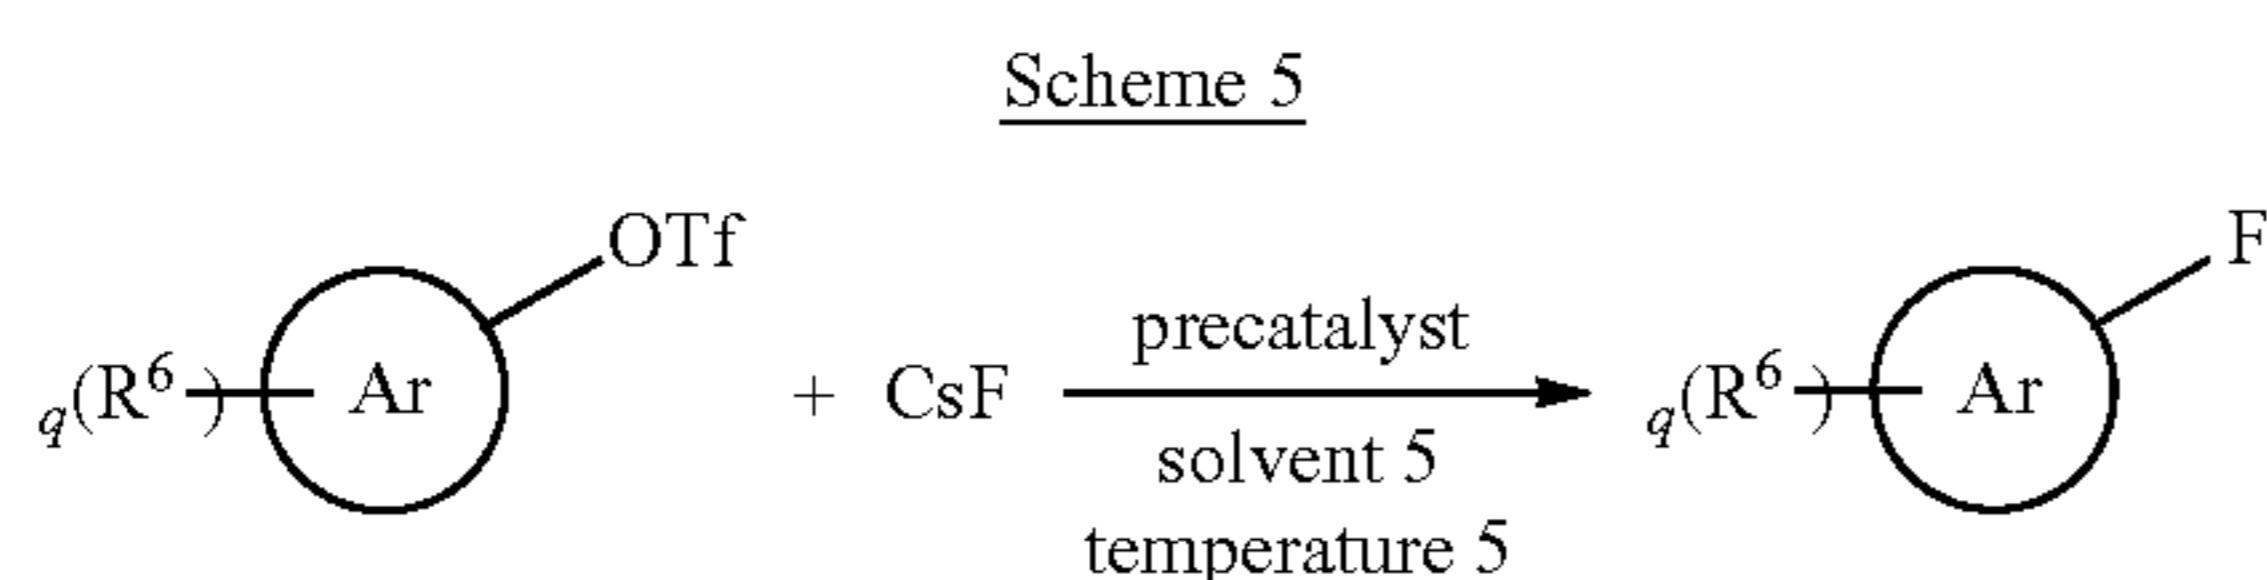 Scheme 5
OTf
F
precatalyst
q(R6 ) Ar + CsF q(R6 ) Ar
solvent 5
temperature 5